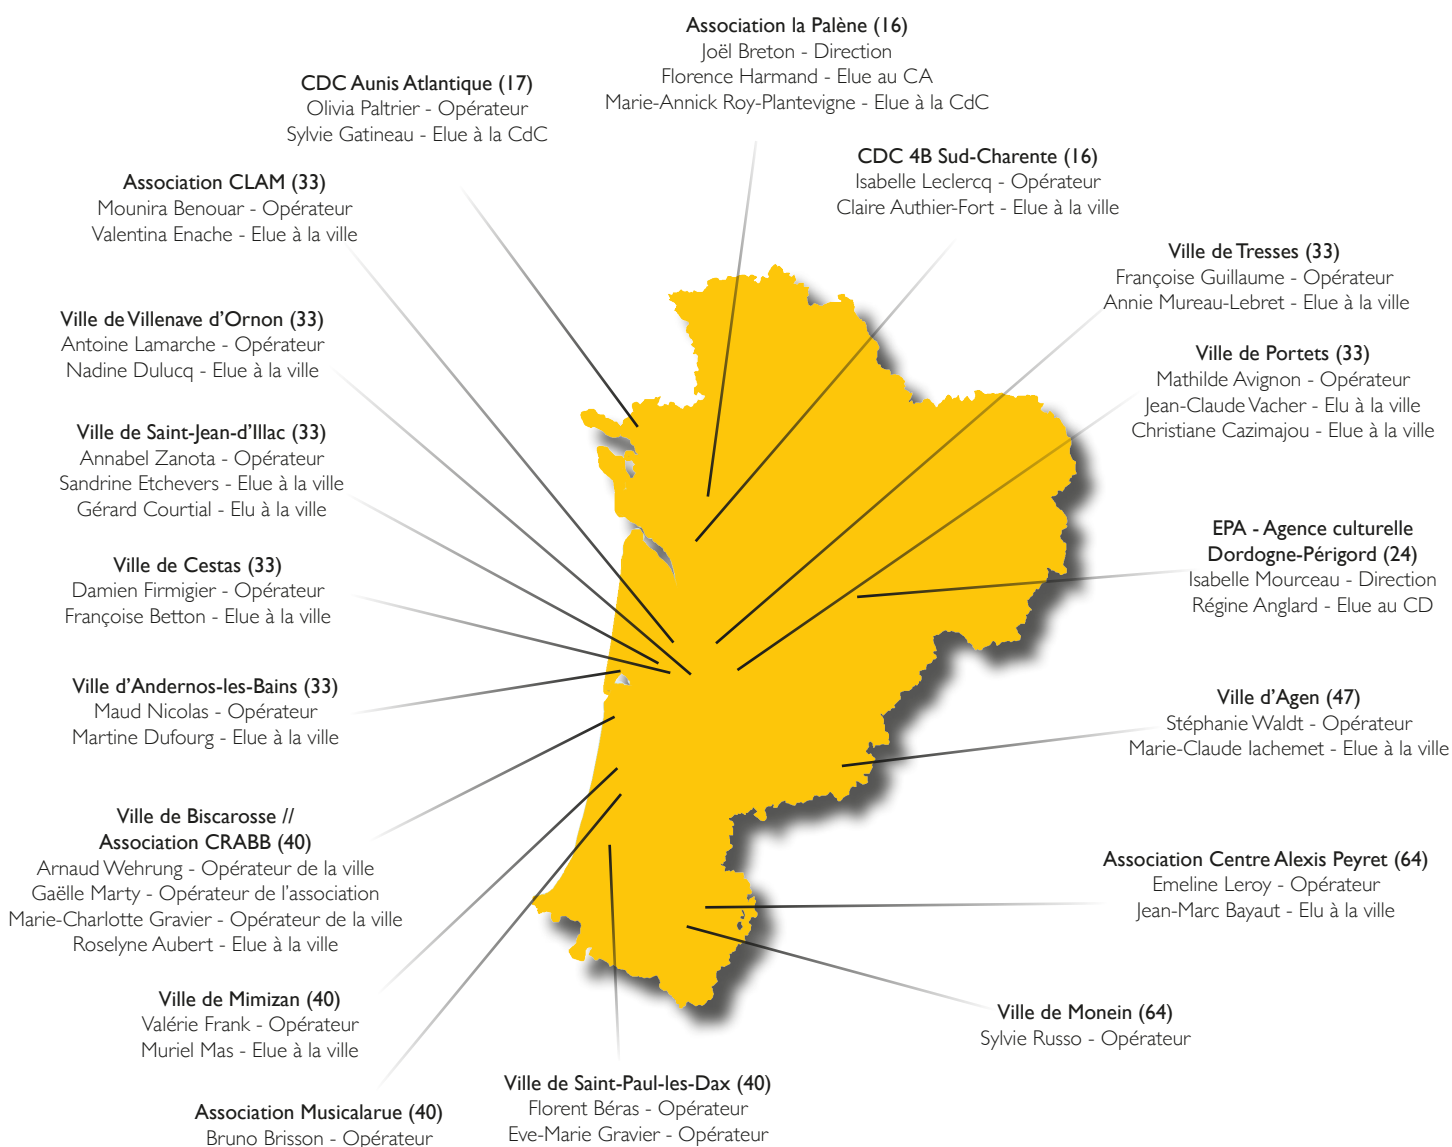 Association la Palène (16)
Joël Breton - Direction
Florence Harmand - Elue au CA
Marie-Annick Roy-Plantevigne - Elue à la CdC
CDC Aunis Atlantique (17)
Olivia Paltrier - Opérateur
Sylvie Gatineau - Elue à la CdC
CDC 4B Sud-Charente (16)
Isabelle Leclercq - Opérateur
Claire Authier-Fort - Elue à la ville
Association CLAM (33)
Mounira Benouar - Opérateur
Valentina Enache - Elue à la ville
Ville de Tresses (33)
Françoise Guillaume - Opérateur
Annie Mureau-Lebret - Elue à la ville
Ville de Villenave d'Ornon (33)
Antoine Lamarche - Opérateur
Nadine Dulucq - Elue à la ville
Ville de Portets (33)
Mathilde Avignon - Opérateur
Jean-Claude Vacher - Elu à la ville
Christiane Cazimajou - Elue à la ville
Ville de Saint-Jean-d'Illac (33)
Annabel Zanota - Opérateur
Sandrine Etchevers - Elue à la ville
Gérard Courtial - Elu à la ville
EPA - Agence culturelle
Dordogne-Périgord (24)
Isabelle Mourceau - Direction
Régine Anglard - Elue au CD
Ville de Cestas (33)
Damien Firmigier - Opérateur
Françoise Betton - Elue à la ville
Ville d'Andernos-les-Bains (33)
Maud Nicolas - Opérateur
Martine Dufourg - Elue à la ville
Ville d'Agen (47)
Stéphanie Waldt - Opérateur
Marie-Claude Iachemet - Elue à la ville
Ville de Biscarosse //
Association CRABB (40)
Arnaud Wehrung - Opérateur de la ville
Gaëlle Marty - Opérateur de l'association
Marie-Charlotte Gravier - Opérateur de la ville
Roselyne Aubert - Elue à la ville
Association Centre Alexis Peyret (64)
Emeline Leroy - Opérateur
Jean-Marc Bayaut - Elu à la ville
Ville de Mimizan (40)
Valérie Frank - Opérateur
Muriel Mas - Elue à la ville
Ville de Monein (64)
Sylvie Russo - Opérateur
Ville de Saint-Paul-les-Dax (40)
Florent Béras - Opérateur
Eve-Marie Gravier - Opérateur
Association Musicalarue (40)
Bruno Brisson - Opérateur